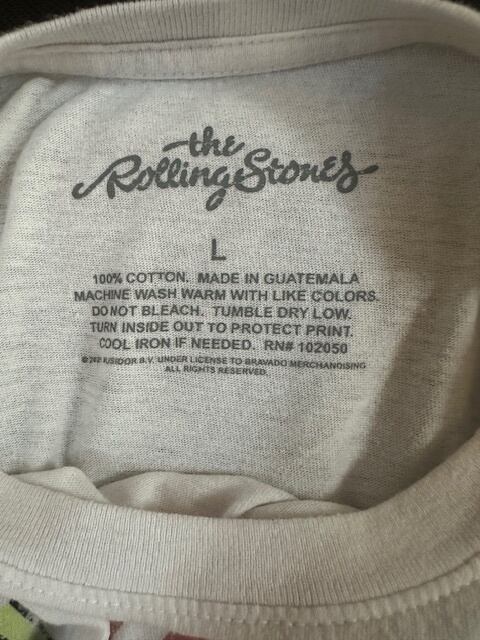 the
Rolling Stones
L
100% COTTON. MADE IN GUATEMALA
MACHINE WASH WARM WITH LIKE COLORS.
DO NOT BLEACH. TUMBLE DRY LOW.
TURN INSIDE OUT TO PROTECT PRINT.
COOL IRON IF NEEDED. RN# 102050
© MUSIDOR B.V. UNDER LICENSE TO BRAVADO MERCHANDISING
ALL RIGHTS RESERVED.